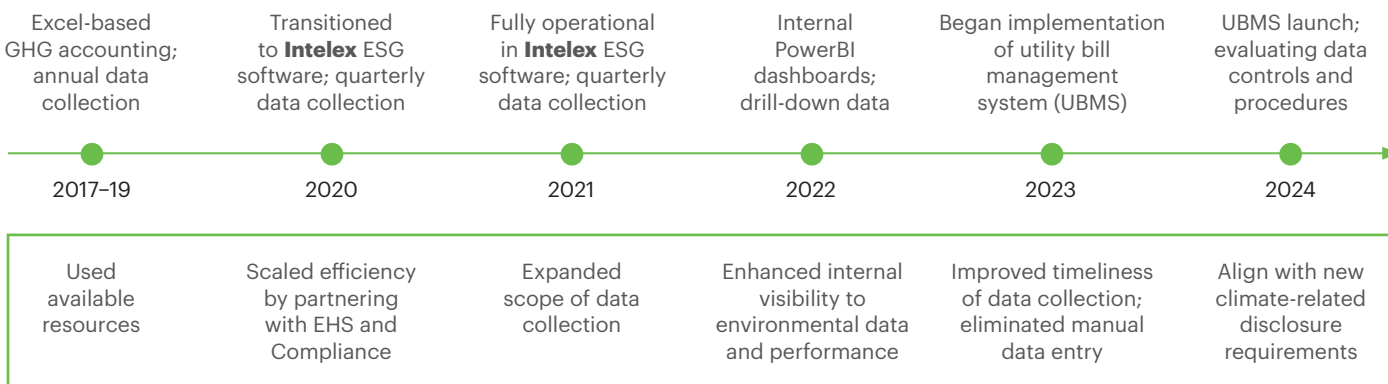 Excel-based
GHG accounting;
annual data
collection
Transitioned
to Intelex ESG
software; quarterly
data collection
Fully operational
in Intelex ESG
software; quarterly
data collection
Internal
PowerBI
dashboards;
drill-down data
Began implementation
of utility bill
management
system (UBMS)
UBMS launch;
evaluating data
controls and
procedures
2017–19
2020
2021
2022
2023
2024
Used
available
resources
Scaled efficiency
by partnering
with EHS and
Compliance
Expanded
scope of data
collection
Enhanced internal
visibility to
environmental data
and performance
Improved timeliness
of data collection;
eliminated manual
data entry
Align with new
climate-related
disclosure
requirements